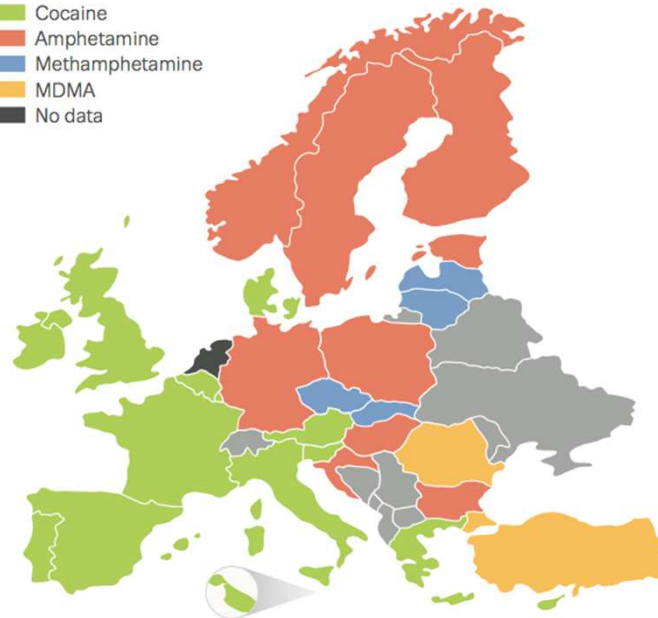 Cocaine
Amphetamine
Methamphetamine
MDMA
No data